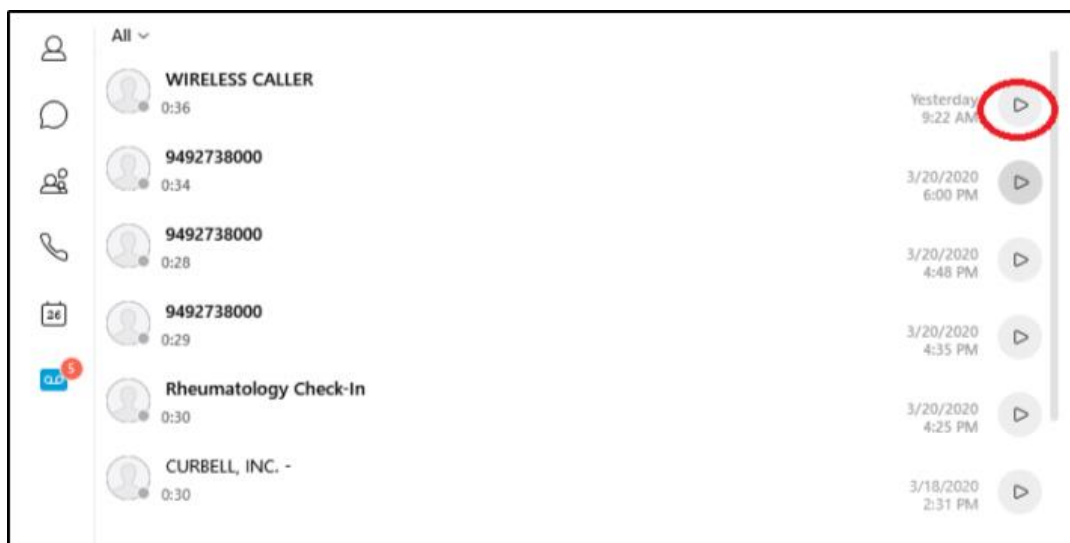 All
WIRELESS CALLER
0:36
Yesterday
9:22 AM
9492738000
0:34
3/20/2020
6:00 PM
9492738000
0:28
3/20/2020
4:48 PM
9492738000
0:29
3/20/2020
4:35 PM
Rheumatology Check-In
0:30
3/20/2020
4:25 PM
CURBELL, INC. -
0:30
3/18/2020
2:31 PM
26
5